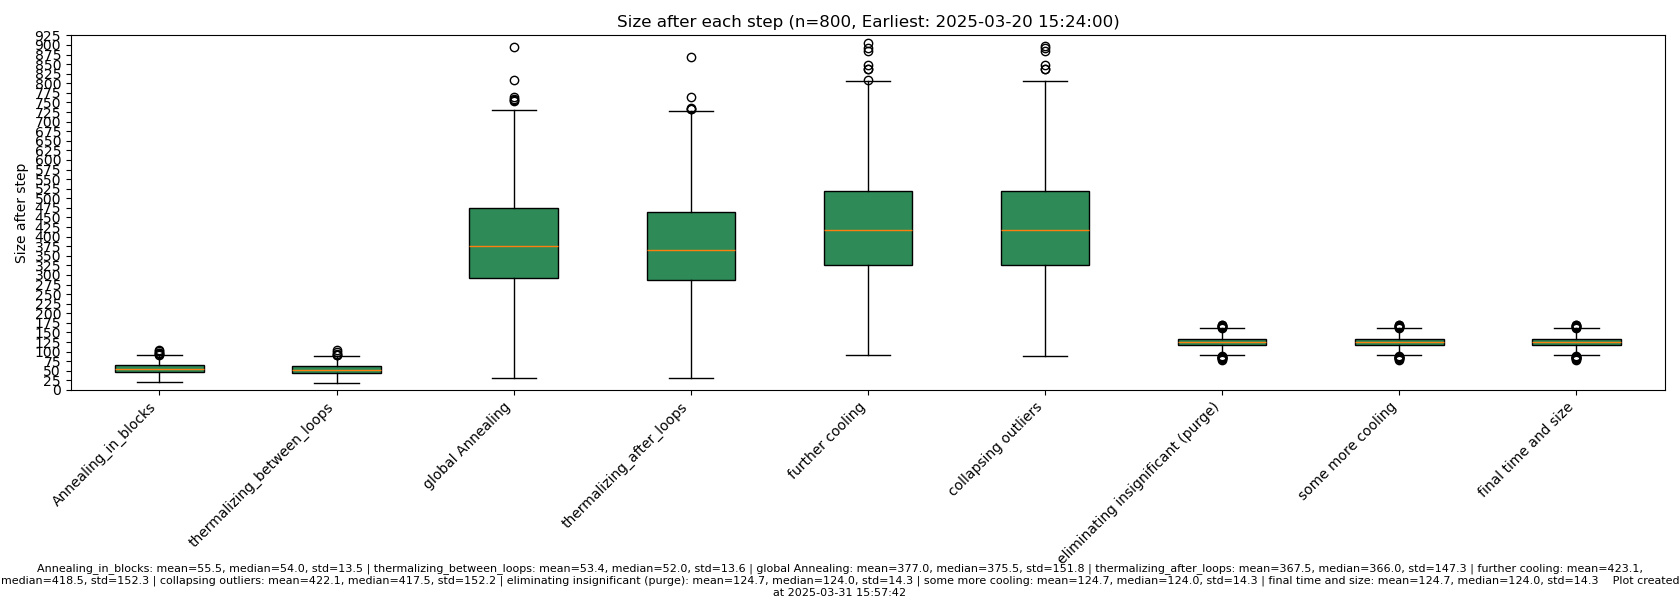 Size after each step (n=800, Earliest: 2025-03-20 15:24:00)
Size after step
925
900
875
850
825
800
775
750
725
700
675
650
625
600
575
550
525
500
475
450
425
400
375
350
325
300
275
250
225
200
175
150
125
100
75
50
25
0
Annealing_in_blocks
thermalizing_between_loops
global Annealing
thermalizing_after_loops
further cooling
collapsing outliers
eliminating insignificant (purge)
some more cooling
final time and size
Annealing_in_blocks: mean=55.5, median=54.0, std=13.5 | thermalizing_between_loops: mean=53.4, median=52.0, std=13.6 | global Annealing: mean=377.0, median=375.5, std=151.8 | thermalizing_after_loops: mean=367.5, median=366.0, std=147.3 | further cooling: mean=423.1,
median=418.5, std=152.3 | collapsing outliers: mean=422.1, median=417.5, std=152.2 | eliminating insignificant (purge): mean=124.7, median=124.0, std=14.3 | some more cooling: mean=124.7, median=124.0, std=14.3 | final time and size: mean=124.7, median=124.0, std=14.3    Plot created
at 2025-03-31 15:57:42